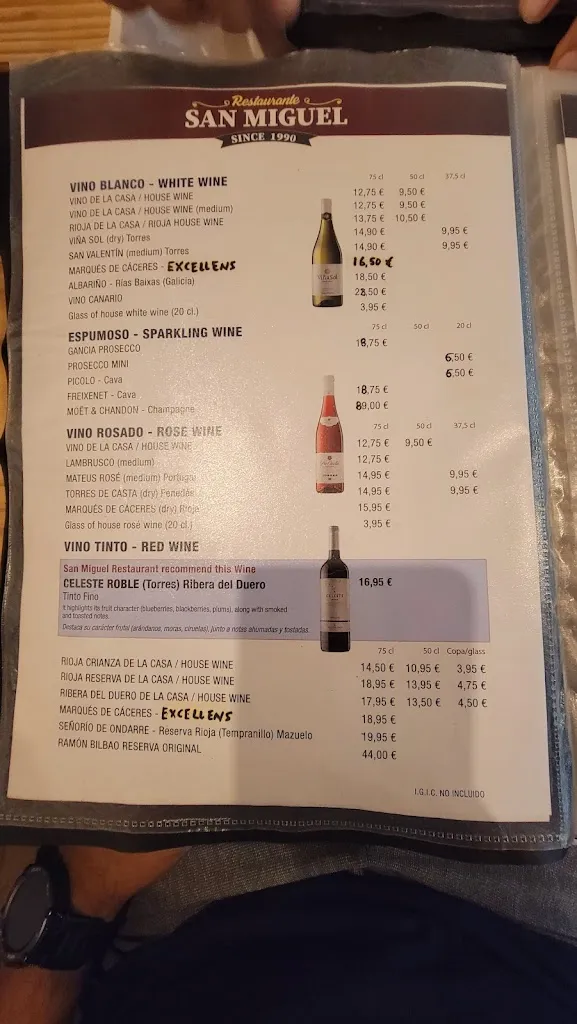 Restaurante
SAN MIGUEL
SINCE 1990
VINO BLANCO - WHITE WINE 75 cl 50 cl 37,5 cl
VINO DE LA CASA / HOUSE WINE 12,75 € 9,50 €
VINO DE LA CASA / HOUSE WINE (medium) 12,75 € 9,50 €
RIOJA DE LA CASA / RIOJA HOUSE WINE 13,75 € 10,50 €
VIÑA SOL (dry) Torres 14,90 € 9,95 €
SAN VALENTÍN (medium) Torres 14,90 € 9,95 €
MARQUÉS DE CÁCERES - EXCELLENS 16,50 €
ALBARIÑO - Rías Baixas (Galicia) 18,50 €
VINO CANARIO 23,50 €
Glass of house white wine (20 cl.) 3,95 €
ESPUMOSO - SPARKLING WINE 75 cl 50 cl 20 cl
GANCIA PROSECCO 18,75 €
PROSECCO MINI 6,50 €
PICOLO - Cava 6,50 €
FREIXENET - Cava 18,75 €
MOËT & CHANDON - Champagne 89,00 €
VINO ROSADO - ROSÉ WINE 75 cl 50 cl 37,5 cl
VINO DE LA CASA / HOUSE WINE 12,75 € 9,50 €
LAMBRUSCO (medium) 12,75 €
MATEUS ROSÉ (medium) Portugal 14,95 € 9,95 €
TORRES DE CASTA (dry) Penedés 14,95 € 9,95 €
MARQUÉS DE CÁCERES (dry) Rioja 15,95 €
Glass of house rosé wine (20 cl.) 3,95 €
VINO TINTO - RED WINE
San Miguel Restaurant recommend this Wine
CELESTE ROBLE (Torres) Ribera del Duero 16,95 €
Tinto Fino
It highlights its fruit character (blueberries, blackberries, plums), along with smoked
and toasted notes.
Destaca su carácter frutal (arándanos, moras, ciruelas), junto a notas ahumadas y tostadas.
75 cl 50 cl Copa/glass
RIOJA CRIANZA DE LA CASA / HOUSE WINE 14,50 € 10,95 € 3,95 €
RIOJA RESERVA DE LA CASA / HOUSE WINE 18,95 € 13,95 € 4,75 €
RIBERA DEL DUERO DE LA CASA / HOUSE WINE 17,95 € 13,50 € 4,50 €
MARQUÉS DE CÁCERES - EXCELLENS 18,95 €
SEÑORÍO DE ONDARRE - Reserva Rioja (Tempranillo) Mazuelo 19,95 €
RAMÓN BILBAO RESERVA ORIGINAL 44,00 €
I.G.I.C. NO INCLUIDO